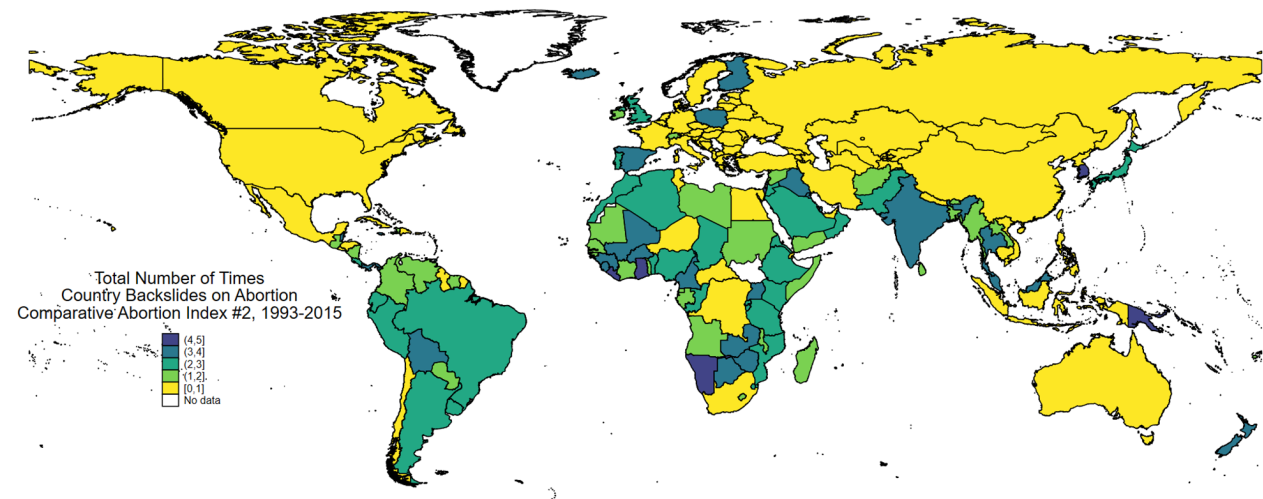 Total Number of Times
Country Backslides on Abortion
Comparative Abortion Index #2, 1993-2015
(4,5]
(3,4]
(2,3]
(1,2]
[0,1]
No data